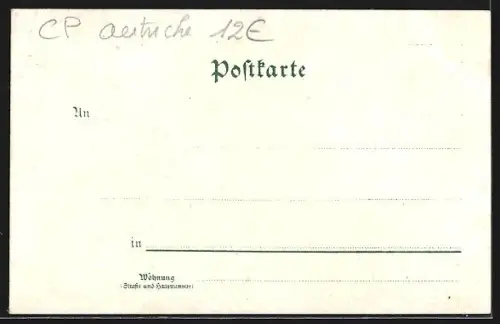 CP Autriche 12€
Poſtkarte
An
in
Wohnung
(Straße und Hausnummer)